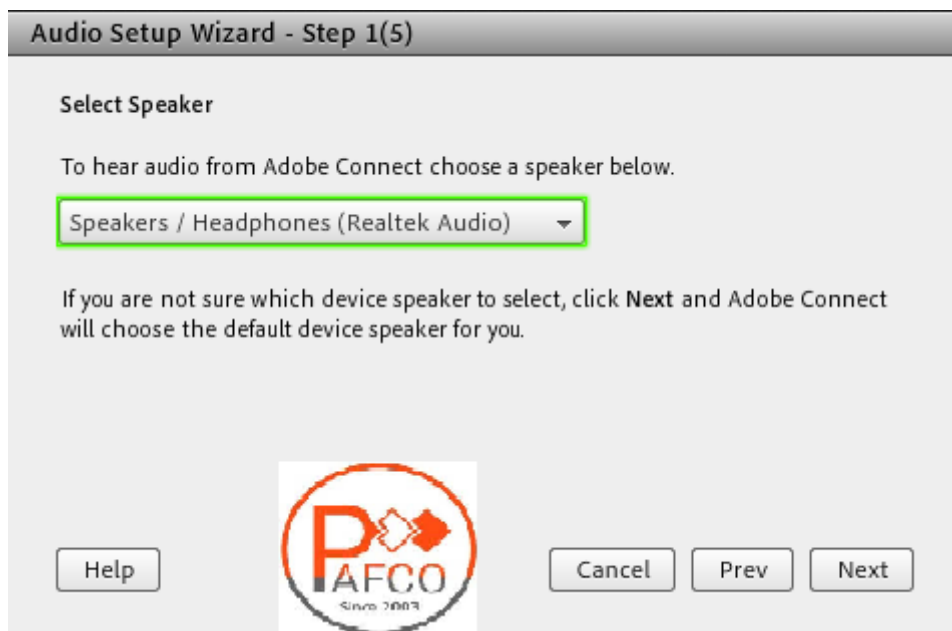 Audio Setup Wizard - Step 1(5)
Select Speaker
To hear audio from Adobe Connect choose a speaker below.
Speakers / Headphones (Realtek Audio)
If you are not sure which device speaker to select, click Next and Adobe Connect
will choose the default device speaker for you.
PAFCO
Since 2003
Help
Cancel
Prev
Next